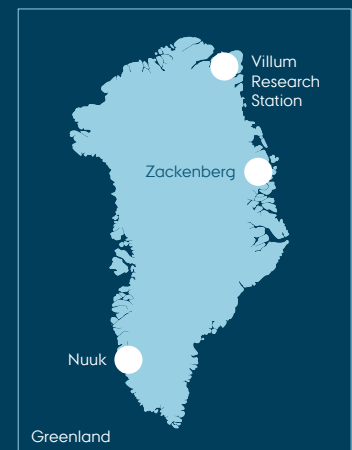 Villum
Research
Station
Zackenberg
Nuuk
Greenland